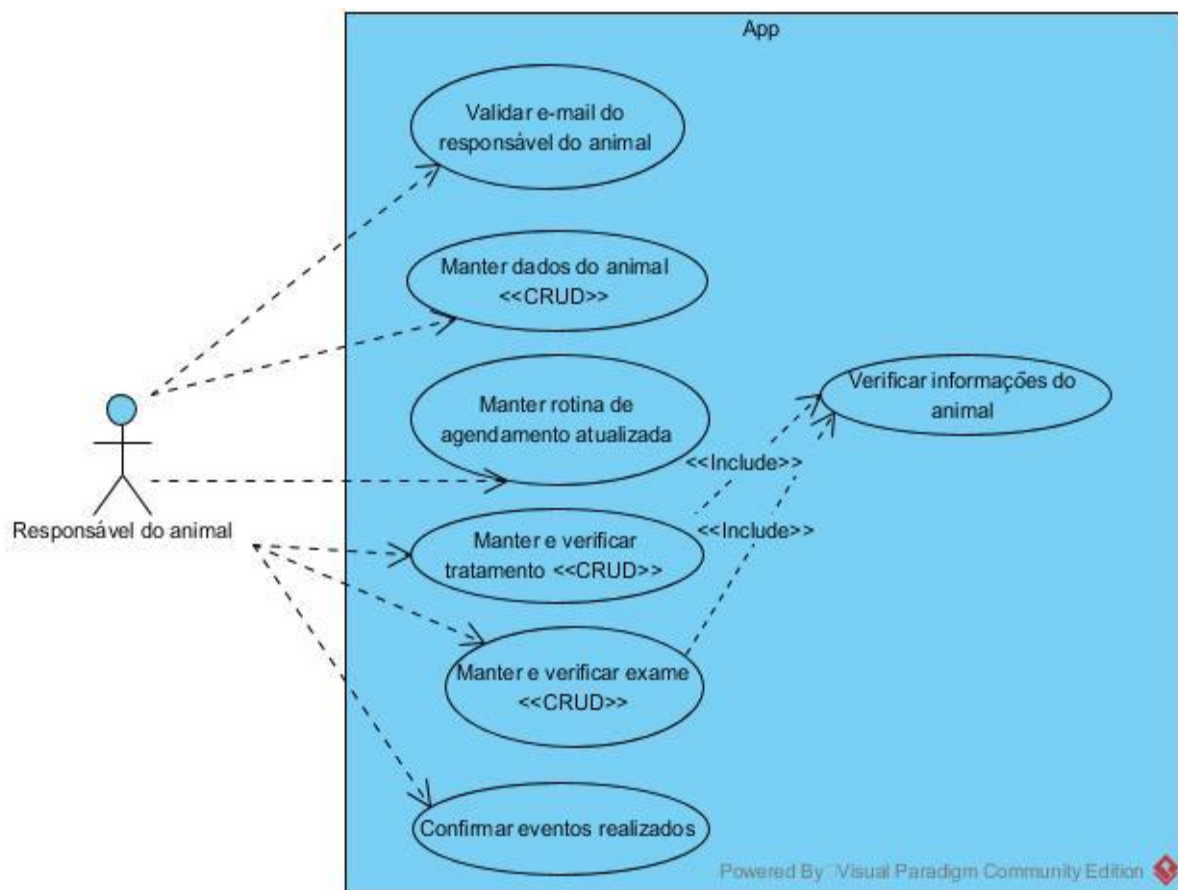 App
Validar e-mail do
responsável do animal
Manter dados do animal
<<CRUD>>
Manter rotina de
agendamento atualizada
Verificar informações do
animal
<<Include>>
<<Include>>
Responsável do animal
Manter e verificar
tratamento <<CRUD>>
Manter e verificar exame
<<CRUD>>
Confirmar eventos realizados
Powered By Visual Paradigm Community Edition